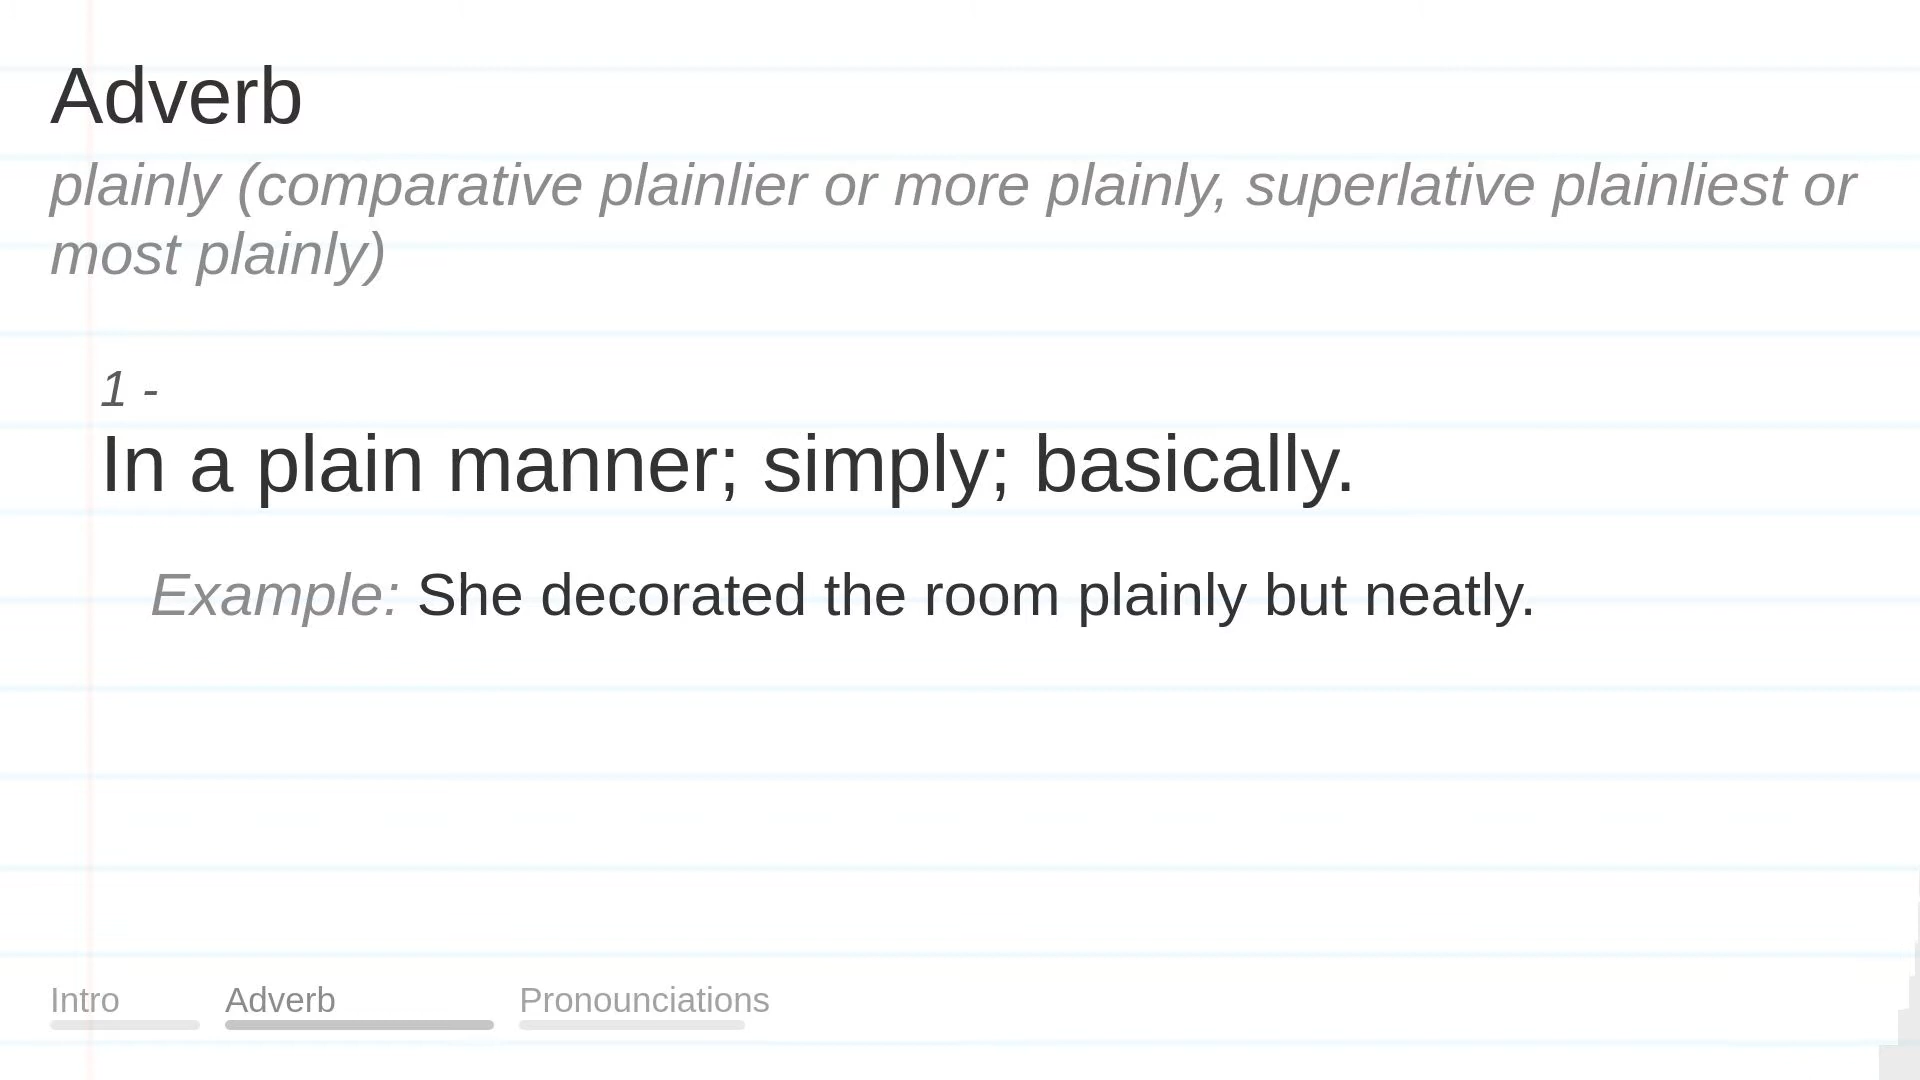 Adverb
plainly (comparative plainlier or more plainly, superlative plainliest or
most plainly)
1 -
In a plain manner; simply; basically.
Example: She decorated the room plainly but neatly.
Intro Adverb Pronounciations